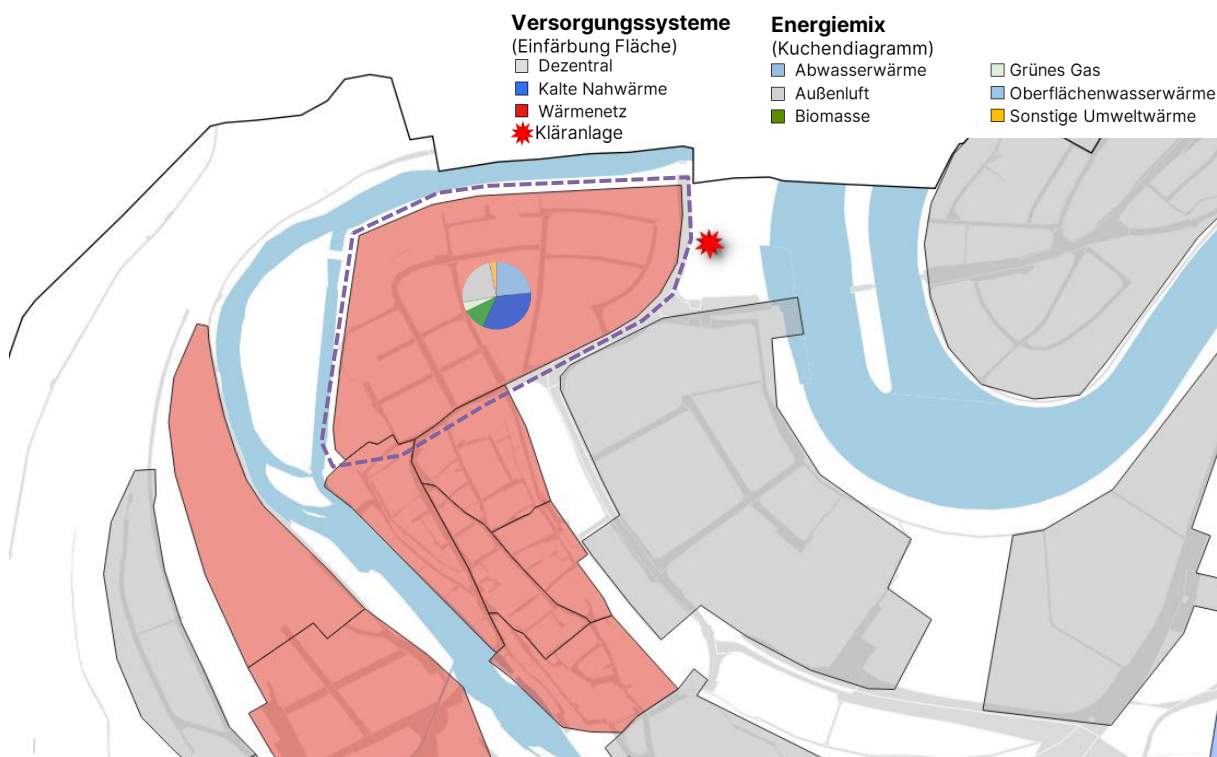 Versorgungssysteme
(Einfärbung Fläche)
Dezentral
Kalte Nahwärme
Wärmenetz
Kläranlage
Energiemix
(Kuchendiagramm)
Abwasserwärme
Außenluft
Biomasse
Grünes Gas
Oberflächenwasserwärme
Sonstige Umweltwärme